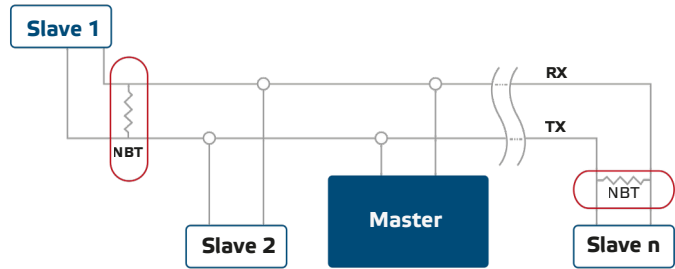 Slave 1
RX
TX
NBT
Master
NBT
Slave 2
Slave n